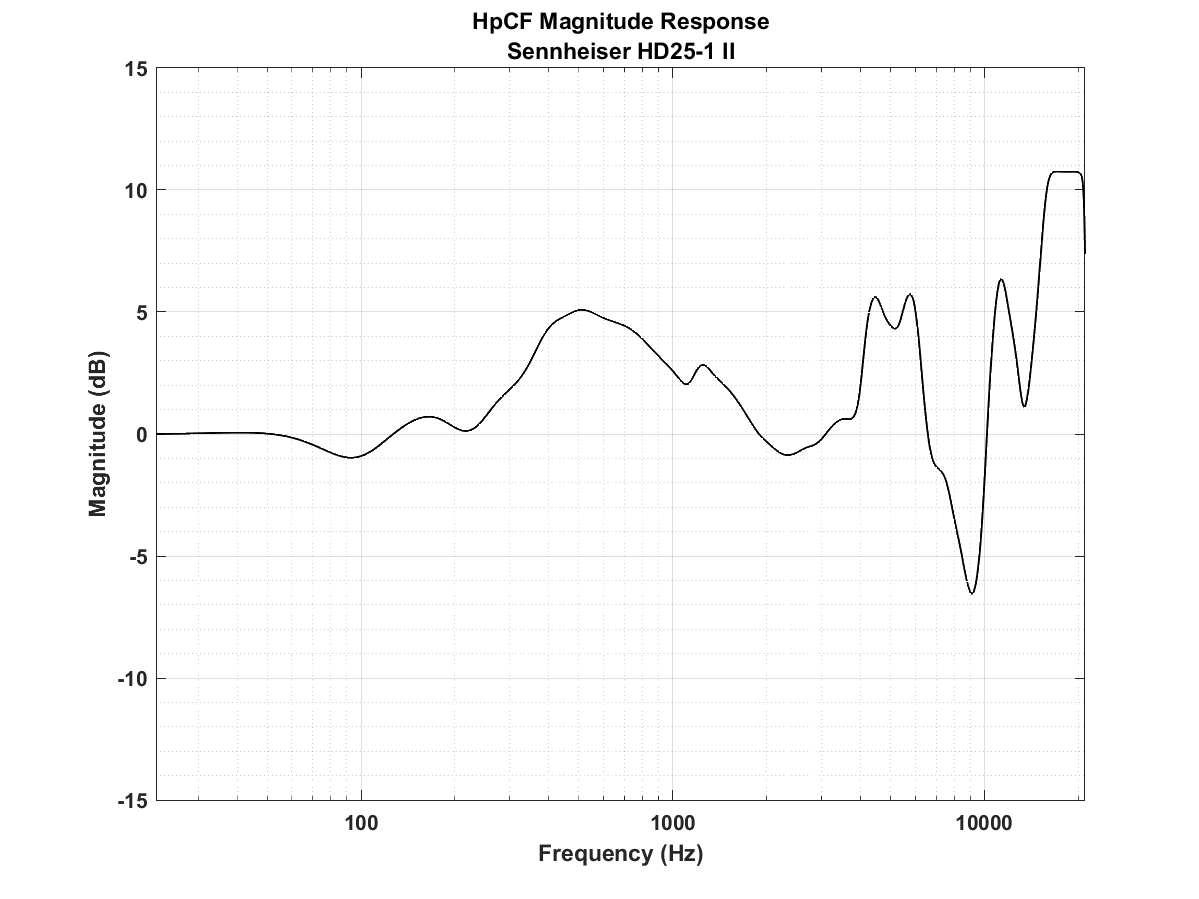 HpCF Magnitude Response
Sennheiser HD25-1 II
15
10
5
0
-5
-10
-15
Magnitude (dB)
100
1000
10000
Frequency (Hz)